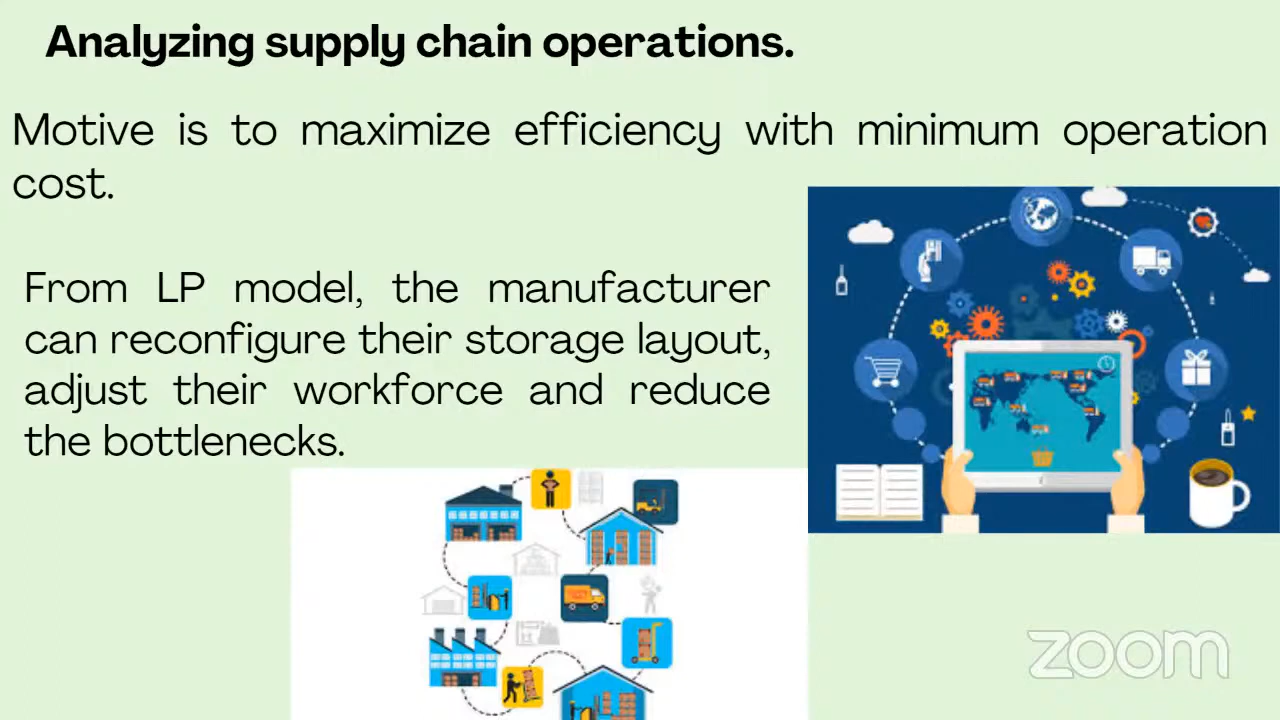 Analyzing supply chain operations.
Motive is to maximize efficiency with minimum operation
cost.
From LP model, the manufacturer
can reconfigure their storage layout,
adjust their workforce and reduce
the bottlenecks.
zoom